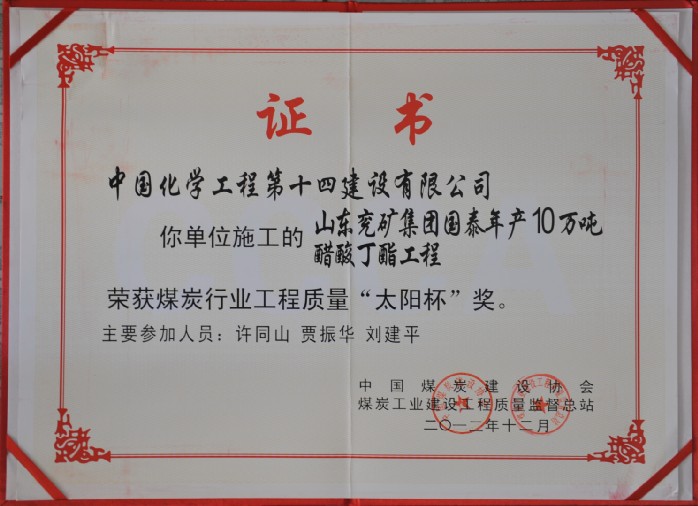 证书
中国化学工程第十四建设有限公司
你单位施工的 山东兖矿集团国泰年产10万吨
醋酸丁酯工程
荣获煤炭行业工程质量“太阳杯”奖。
主要参加人员：许同山 贾振华 刘建平
中国煤炭建设协会
煤炭工业建设工程质量监督总站
二〇一二年十二月